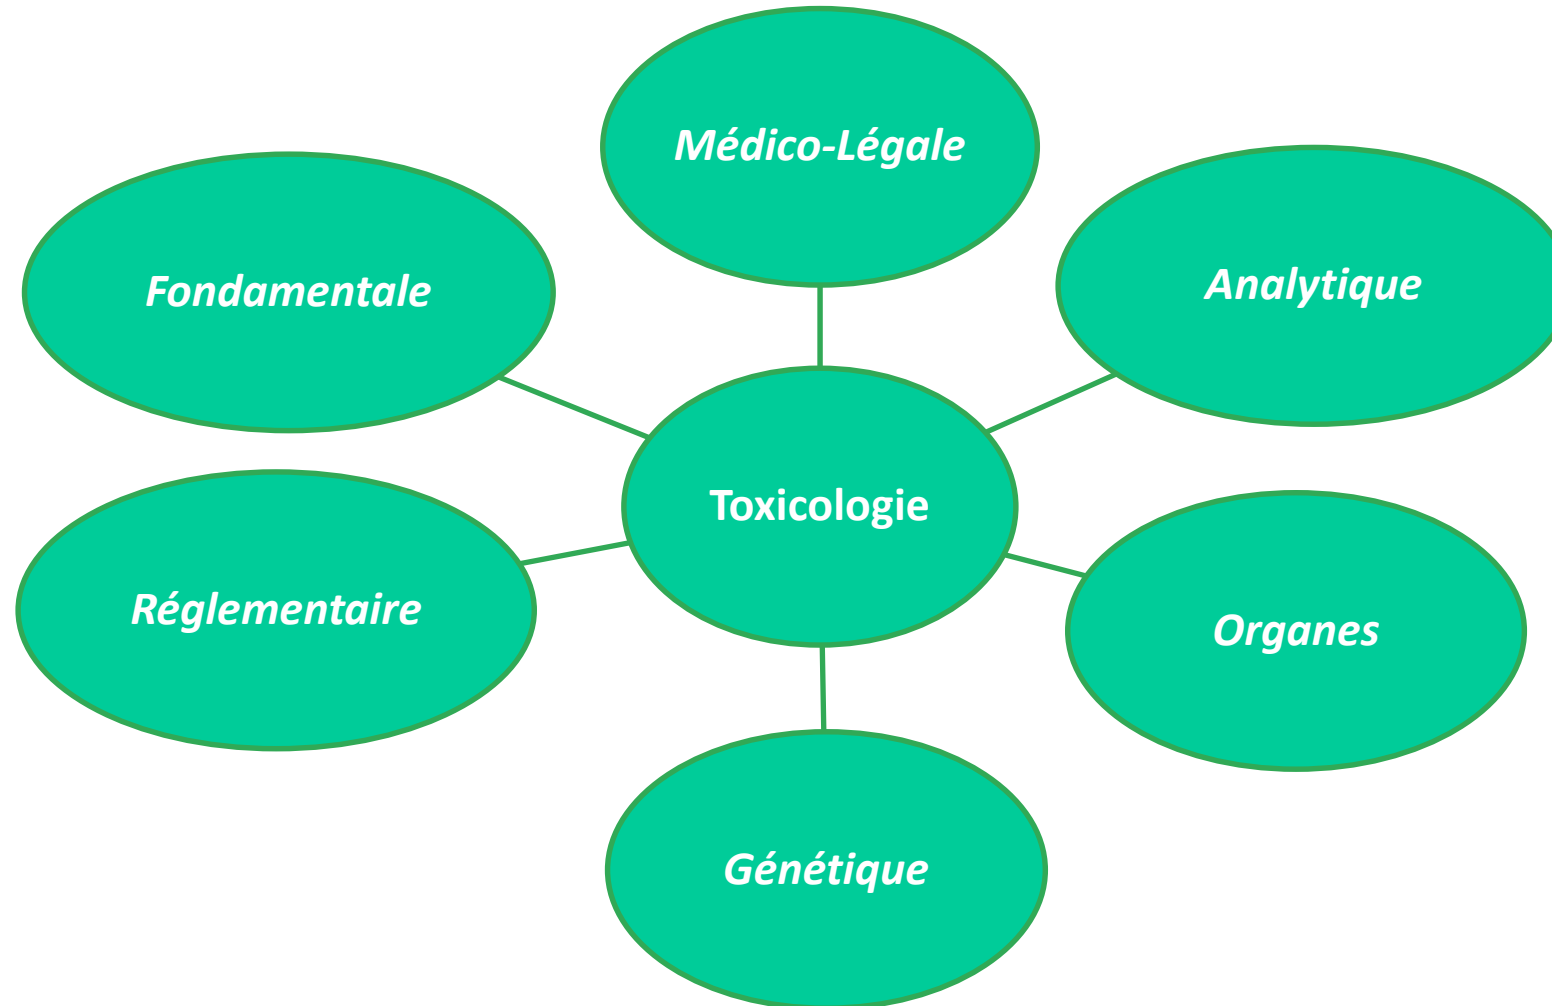 Médico-Légale
Fondamentale
Analytique
Toxicologie
Réglementaire
Organes
Génétique